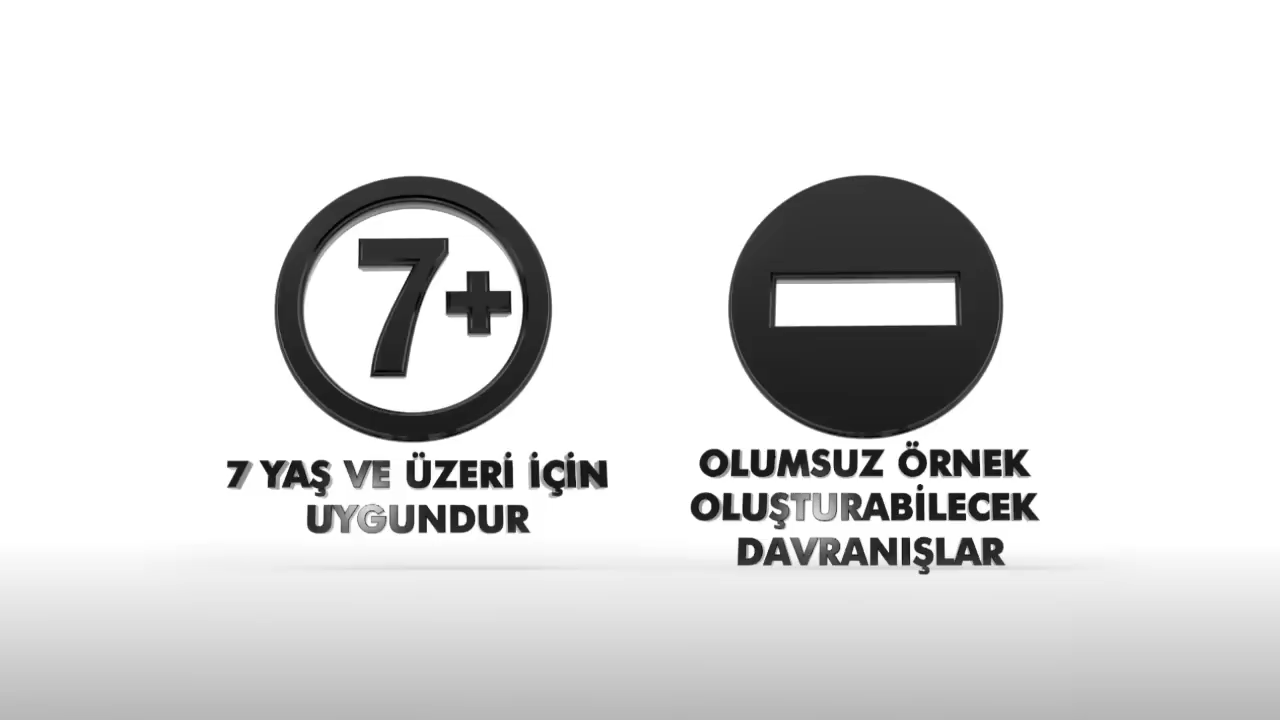 7+
7 YAŞ VE ÜZERİ İÇİN
UYGUNDUR
OLUMSUZ ÖRNEK
OLUŞTURABİLECEK
DAVRANIŞLAR